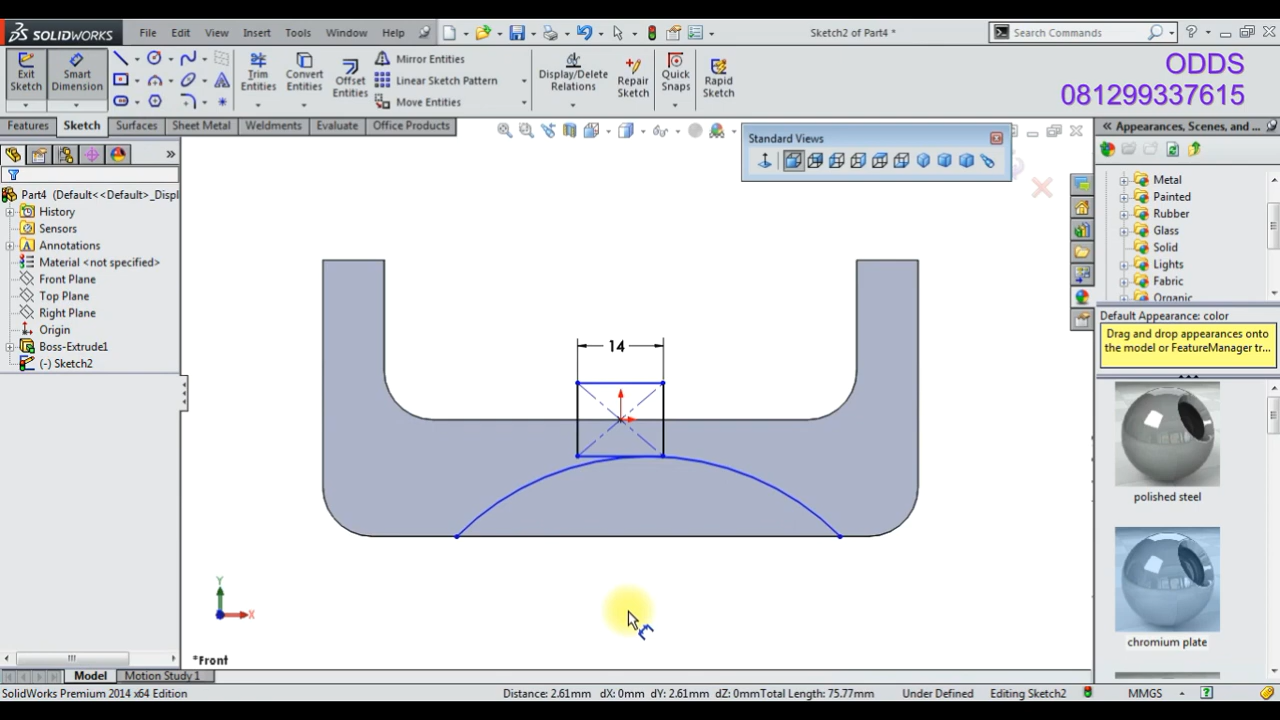 SOLIDWORKS File Edit View Insert Tools Window Help Sketch2 of Part4 * Search Commands
ODDS
081299337615
Exit Sketch
Smart Dimension
Trim Entities
Convert Entities
Offset Entities
Mirror Entities
Linear Sketch Pattern
Move Entities
Display/Delete Relations
Repair Sketch
Quick Snaps
Rapid Sketch
Features Sketch Surfaces Sheet Metal Weldments Evaluate Office Products
Standard Views
Appearances, Scenes, and ...
Part4 (Default<<Default>_Displ
History
Sensors
Annotations
Material <not specified>
Front Plane
Top Plane
Right Plane
Origin
Boss-Extrude1
(-) Sketch2
14
Y
X
*Front
Metal
Painted
Rubber
Glass
Solid
Lights
Fabric
Organic
Default Appearance: color
Drag and drop appearances onto
the model or FeatureManager tr...
polished steel
chromium plate
Model Motion Study 1
SolidWorks Premium 2014 x64 Edition Distance: 2.61mm dX: 0mm dY: 2.61mm dZ: 0mmTotal Length: 75.77mm Under Defined Editing Sketch2 MMGS